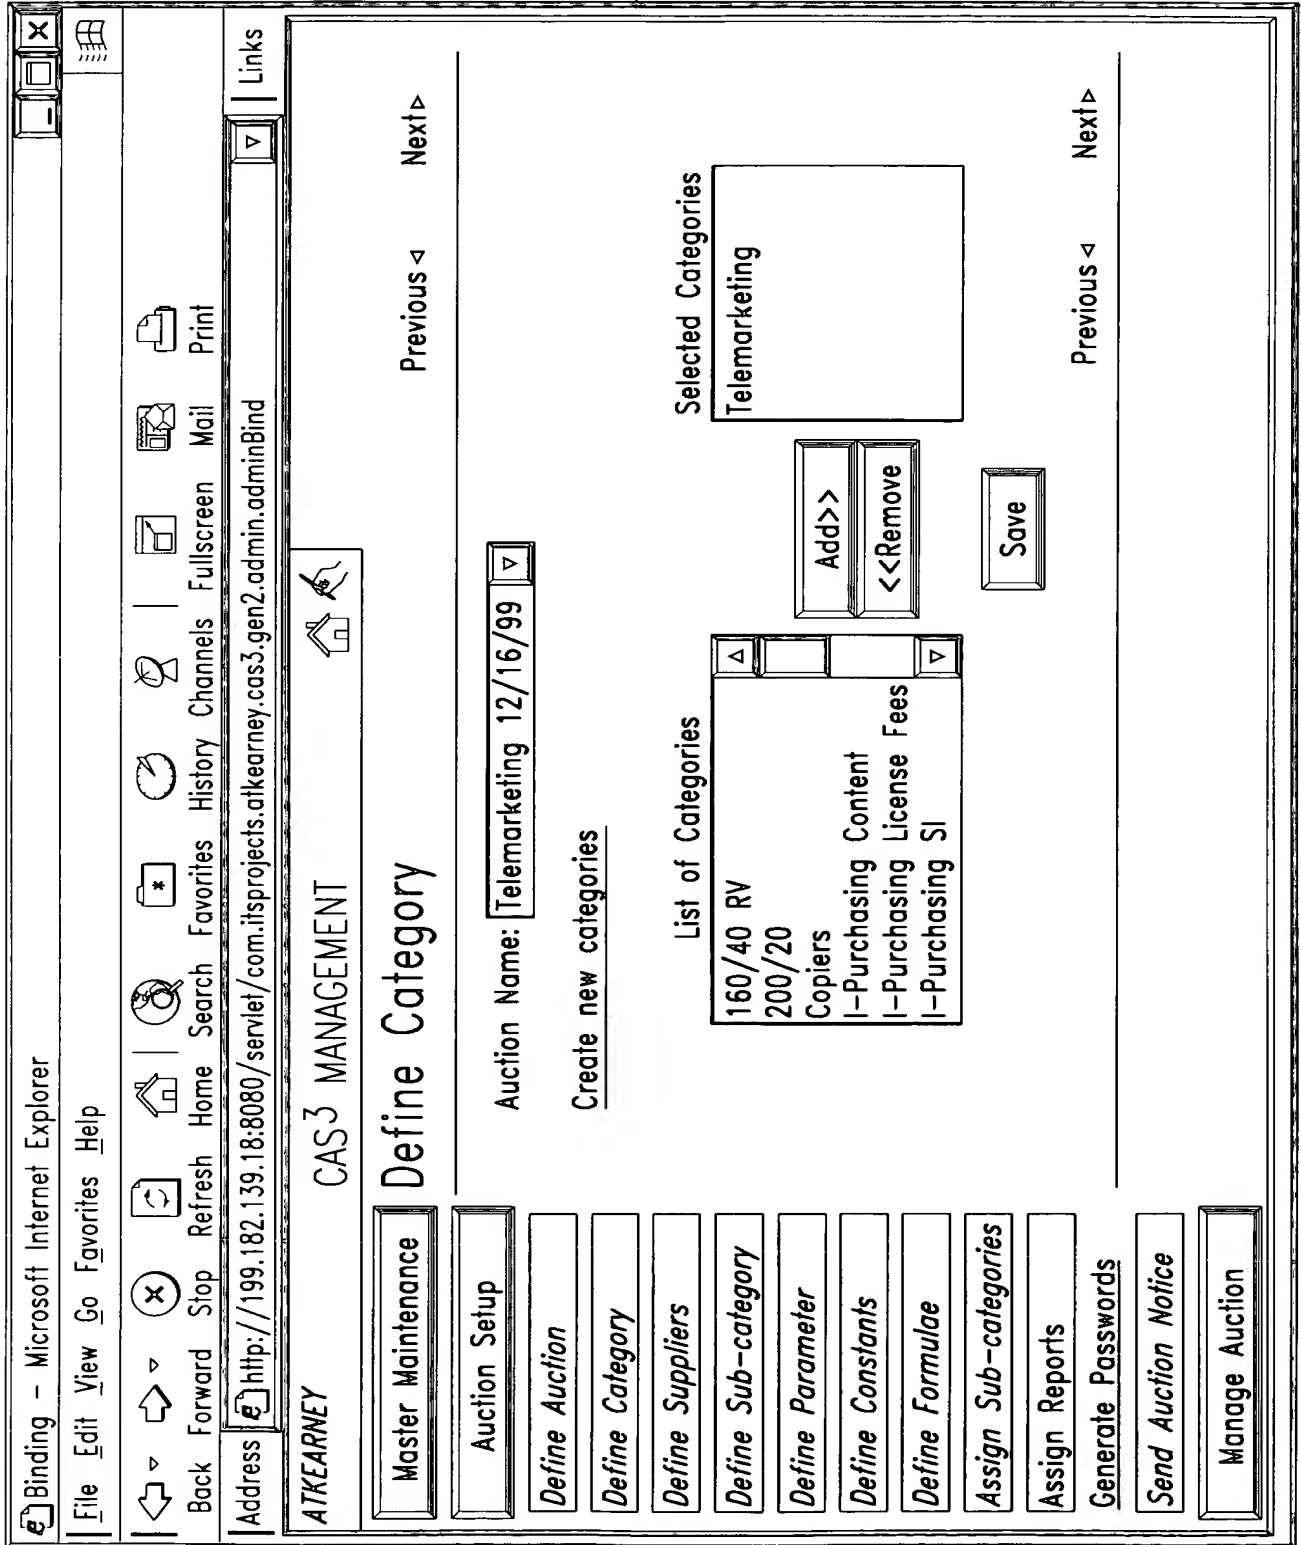 Binding - Microsoft Internet Explorer
File Edit View Go Favorites Help
Back Forward Stop Refresh Home Search Favorites History Channels Fullscreen Mail Print
Address http://199.182.139.18:8080/servlet/com.itsprojects.atkearney.cas3.gen2.admin.adminBind Links
ATKEARNEY CAS3 MANAGEMENT
Master Maintenance
Auction Setup
Define Auction
Define Category
Define Suppliers
Define Sub-category
Define Parameter
Define Constants
Define Formulae
Assign Sub-categories
Assign Reports
Generate Passwords
Send Auction Notice
Manage Auction
Define Category
Previous ◁ Next ▷
Auction Name: Telemarketing 12/16/99
Create new categories
List of Categories
160/40 RV
200/20
Copiers
I-Purchasing Content
I-Purchasing License Fees
I-Purchasing SI
Add>>
<<Remove
Selected Categories
Telemarketing
Save
Previous ◁ Next ▷